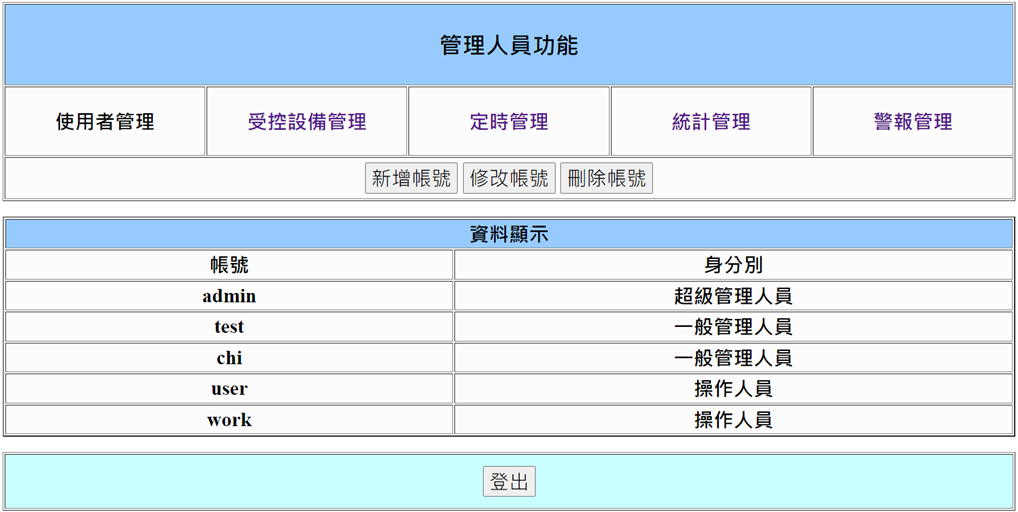 管理人員功能
使用者管理 受控設備管理 定時管理 統計管理 警報管理
新增帳號 修改帳號 刪除帳號
資料顯示
帳號 身分別
admin 超級管理人員
test 一般管理人員
chi 一般管理人員
user 操作人員
work 操作人員
登出